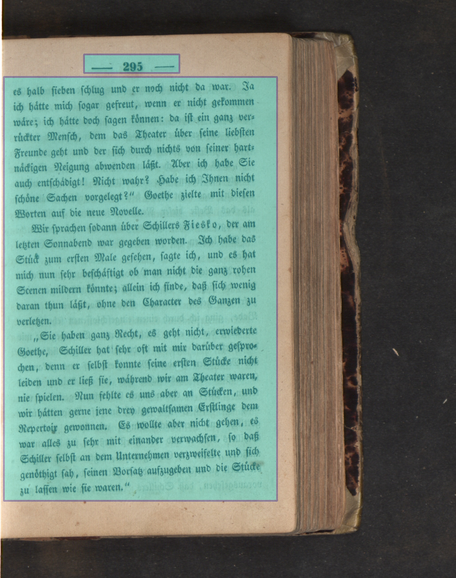 — 295 —
es halb sieben schlug und er noch nicht da war. Ja
ich hätte mich sogar gefreut, wenn er nicht gekommen
wäre; ich hätte doch sagen können: da ist ein ganz ver-
rückter Mensch, dem das Theater über seine liebsten
Freunde geht und der sich durch nichts von seiner hart-
näckigen Neigung abwenden läßt. Aber ich habe Sie
auch entschädigt! Nicht wahr? Habe ich Ihnen nicht
schöne Sachen vorgelegt?“ Goethe zielte mit diesen
Worten auf die neue Novelle.
Wir sprachen sodann über Schillers Fiesko, der am
letzten Sonnabend war gegeben worden. Ich habe das
Stück zum ersten Male gesehen, sagte ich, und es hat
mich nun sehr beschäftigt ob man nicht die ganz rohen
Scenen mildern könnte; allein ich finde, daß sich wenig
daran thun läßt, ohne den Character des Ganzen zu
verletzen.
„Sie haben ganz Recht, es geht nicht, erwiederte
Goethe, Schiller hat sehr oft mit mir darüber gespro-
chen, denn er selbst konnte seine ersten Stücke nicht
leiden und er ließ sie, während wir am Theater waren,
nie spielen. Nun fehlte es uns aber an Stücken, und
wir hätten gerne jene drey gewaltsamen Erstlinge dem
Repertoir gewonnen. Es wollte aber nicht gehen, es
war alles zu sehr mit einander verwachsen, so daß
Schiller selbst an dem Unternehmen verzweifelte und sich
genöthigt sah, seinen Vorsatz aufzugeben und die Stücke
zu lassen wie sie waren.“